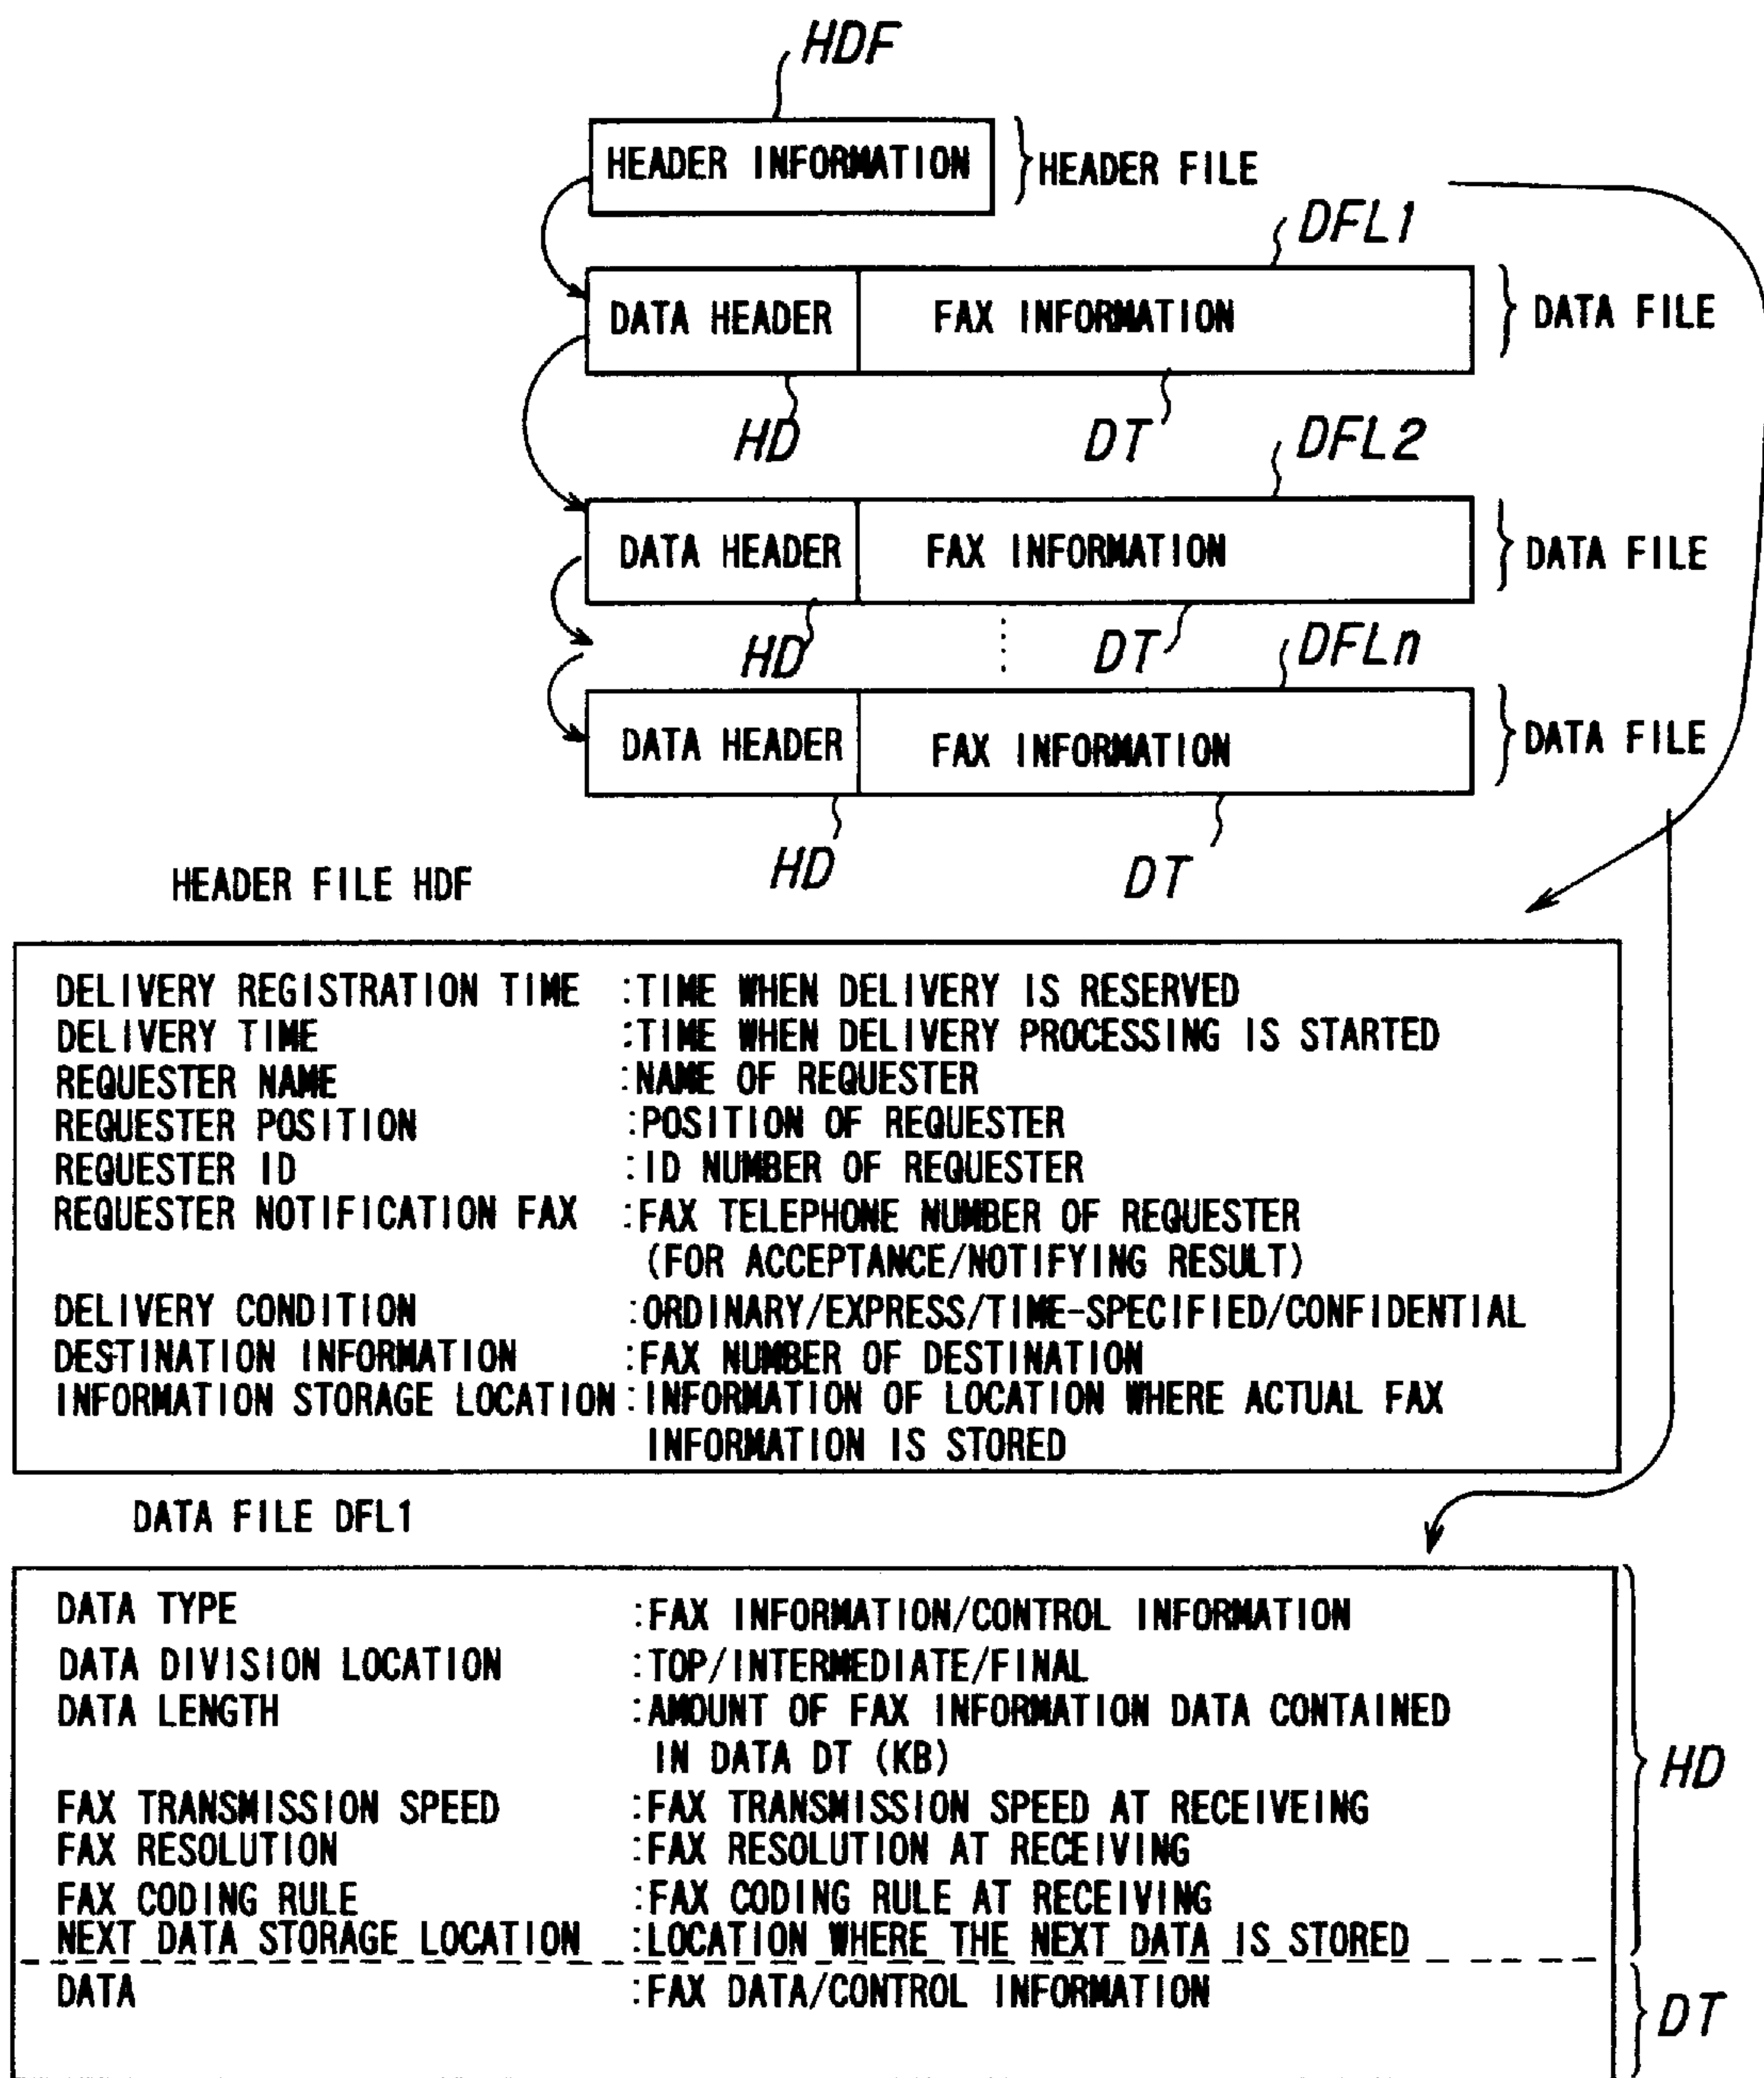 HDF
HEADER INFORMATION
HEADER FILE
DFL1
DATA HEADER FAX INFORMATION DATA FILE
HD DT DFL2
DATA HEADER FAX INFORMATION DATA FILE
HD DT DFLn
DATA HEADER FAX INFORMATION DATA FILE
HD DT
HEADER FILE HDF
DELIVERY REGISTRATION TIME :TIME WHEN DELIVERY IS RESERVED
DELIVERY TIME :TIME WHEN DELIVERY PROCESSING IS STARTED
REQUESTER NAME :NAME OF REQUESTER
REQUESTER POSITION :POSITION OF REQUESTER
REQUESTER ID :ID NUMBER OF REQUESTER
REQUESTER NOTIFICATION FAX :FAX TELEPHONE NUMBER OF REQUESTER
(FOR ACCEPTANCE/NOTIFYING RESULT)
DELIVERY CONDITION :ORDINARY/EXPRESS/TIME-SPECIFIED/CONFIDENTIAL
DESTINATION INFORMATION :FAX NUMBER OF DESTINATION
INFORMATION STORAGE LOCATION :INFORMATION OF LOCATION WHERE ACTUAL FAX
INFORMATION IS STORED
DATA FILE DFL1
DATA TYPE :FAX INFORMATION/CONTROL INFORMATION
DATA DIVISION LOCATION :TOP/INTERMEDIATE/FINAL
DATA LENGTH :AMOUNT OF FAX INFORMATION DATA CONTAINED
IN DATA DT (KB)
HD
FAX TRANSMISSION SPEED :FAX TRANSMISSION SPEED AT RECEIVEING
FAX RESOLUTION :FAX RESOLUTION AT RECEIVING
FAX CODING RULE :FAX CODING RULE AT RECEIVING
NEXT DATA STORAGE LOCATION :LOCATION WHERE THE NEXT DATA IS STORED
DATA :FAX DATA/CONTROL INFORMATION
DT